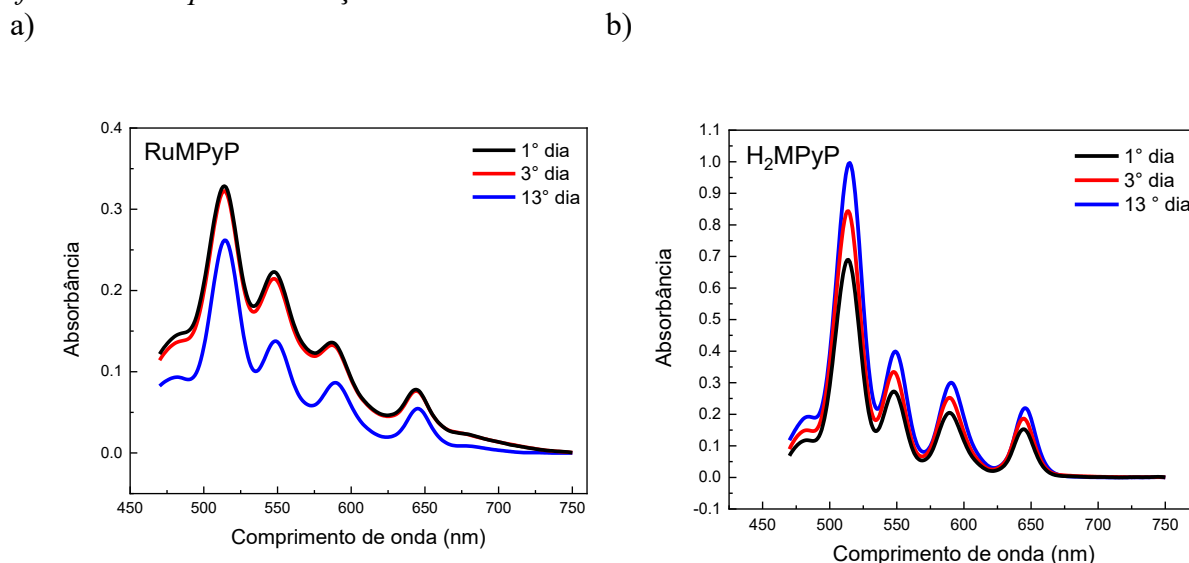 a)
b)
RuMPyP
1° dia
3° dia
13° dia
0.4
0.3
0.2
0.1
0.0
Absorbância
450 500 550 600 650 700 750
Comprimento de onda (nm)
H₂MPyP
1° dia
3° dia
13 ° dia
1.1
1.0
0.9
0.8
0.7
0.6
0.5
0.4
0.3
0.2
0.1
0.0
-0.1
Absorbância
450 500 550 600 650 700 750
Comprimento de onda (nm)